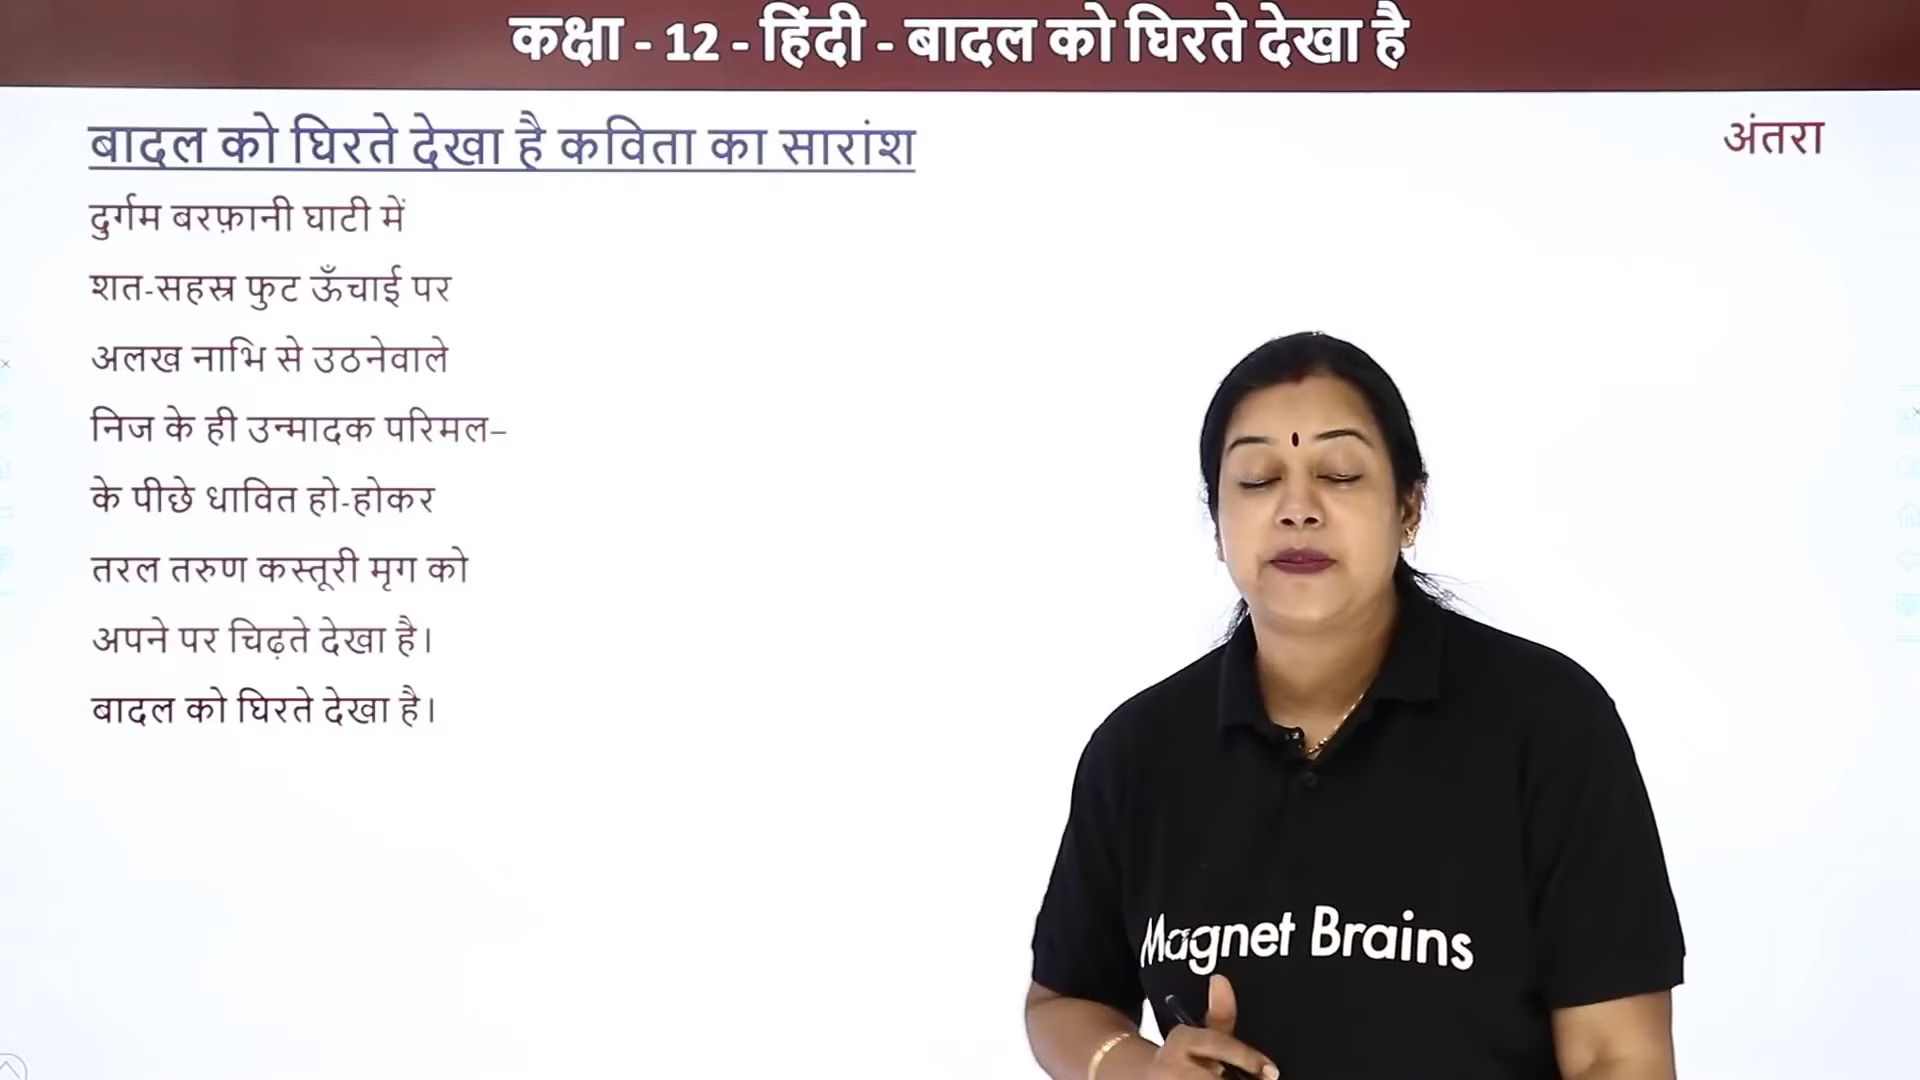 कक्षा - 12 - हिंदी - बादल को घिरते देखा है
बादल को घिरते देखा है कविता का सारांश
अंतरा
दुर्गम बरफ़ानी घाटी में
शत-सहस्र फुट ऊँचाई पर
अलख नाभि से उठनेवाले
निज के ही उन्मादक परिमल–
के पीछे धावित हो-होकर
तरल तरुण कस्तूरी मृग को
अपने पर चिढ़ते देखा है।
बादल को घिरते देखा है।
Magnet Brains